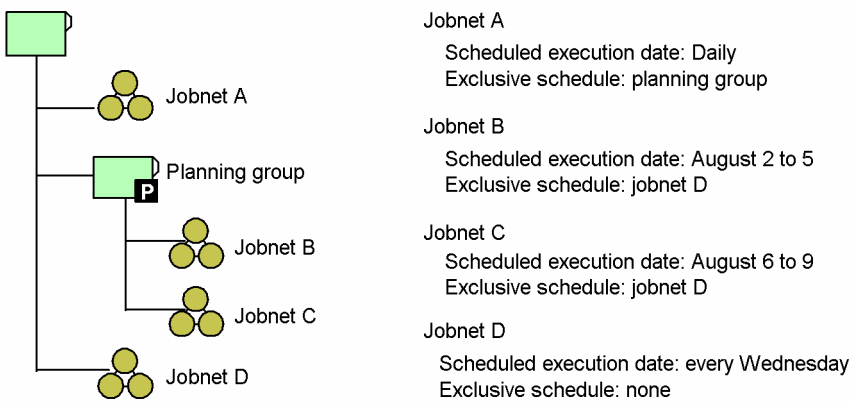 Jobnet A
Planning group
P
Jobnet B
Jobnet C
Jobnet D
Jobnet A
Scheduled execution date: Daily
Exclusive schedule: planning group
Jobnet B
Scheduled execution date: August 2 to 5
Exclusive schedule: jobnet D
Jobnet C
Scheduled execution date: August 6 to 9
Exclusive schedule: jobnet D
Jobnet D
Scheduled execution date: every Wednesday
Exclusive schedule: none